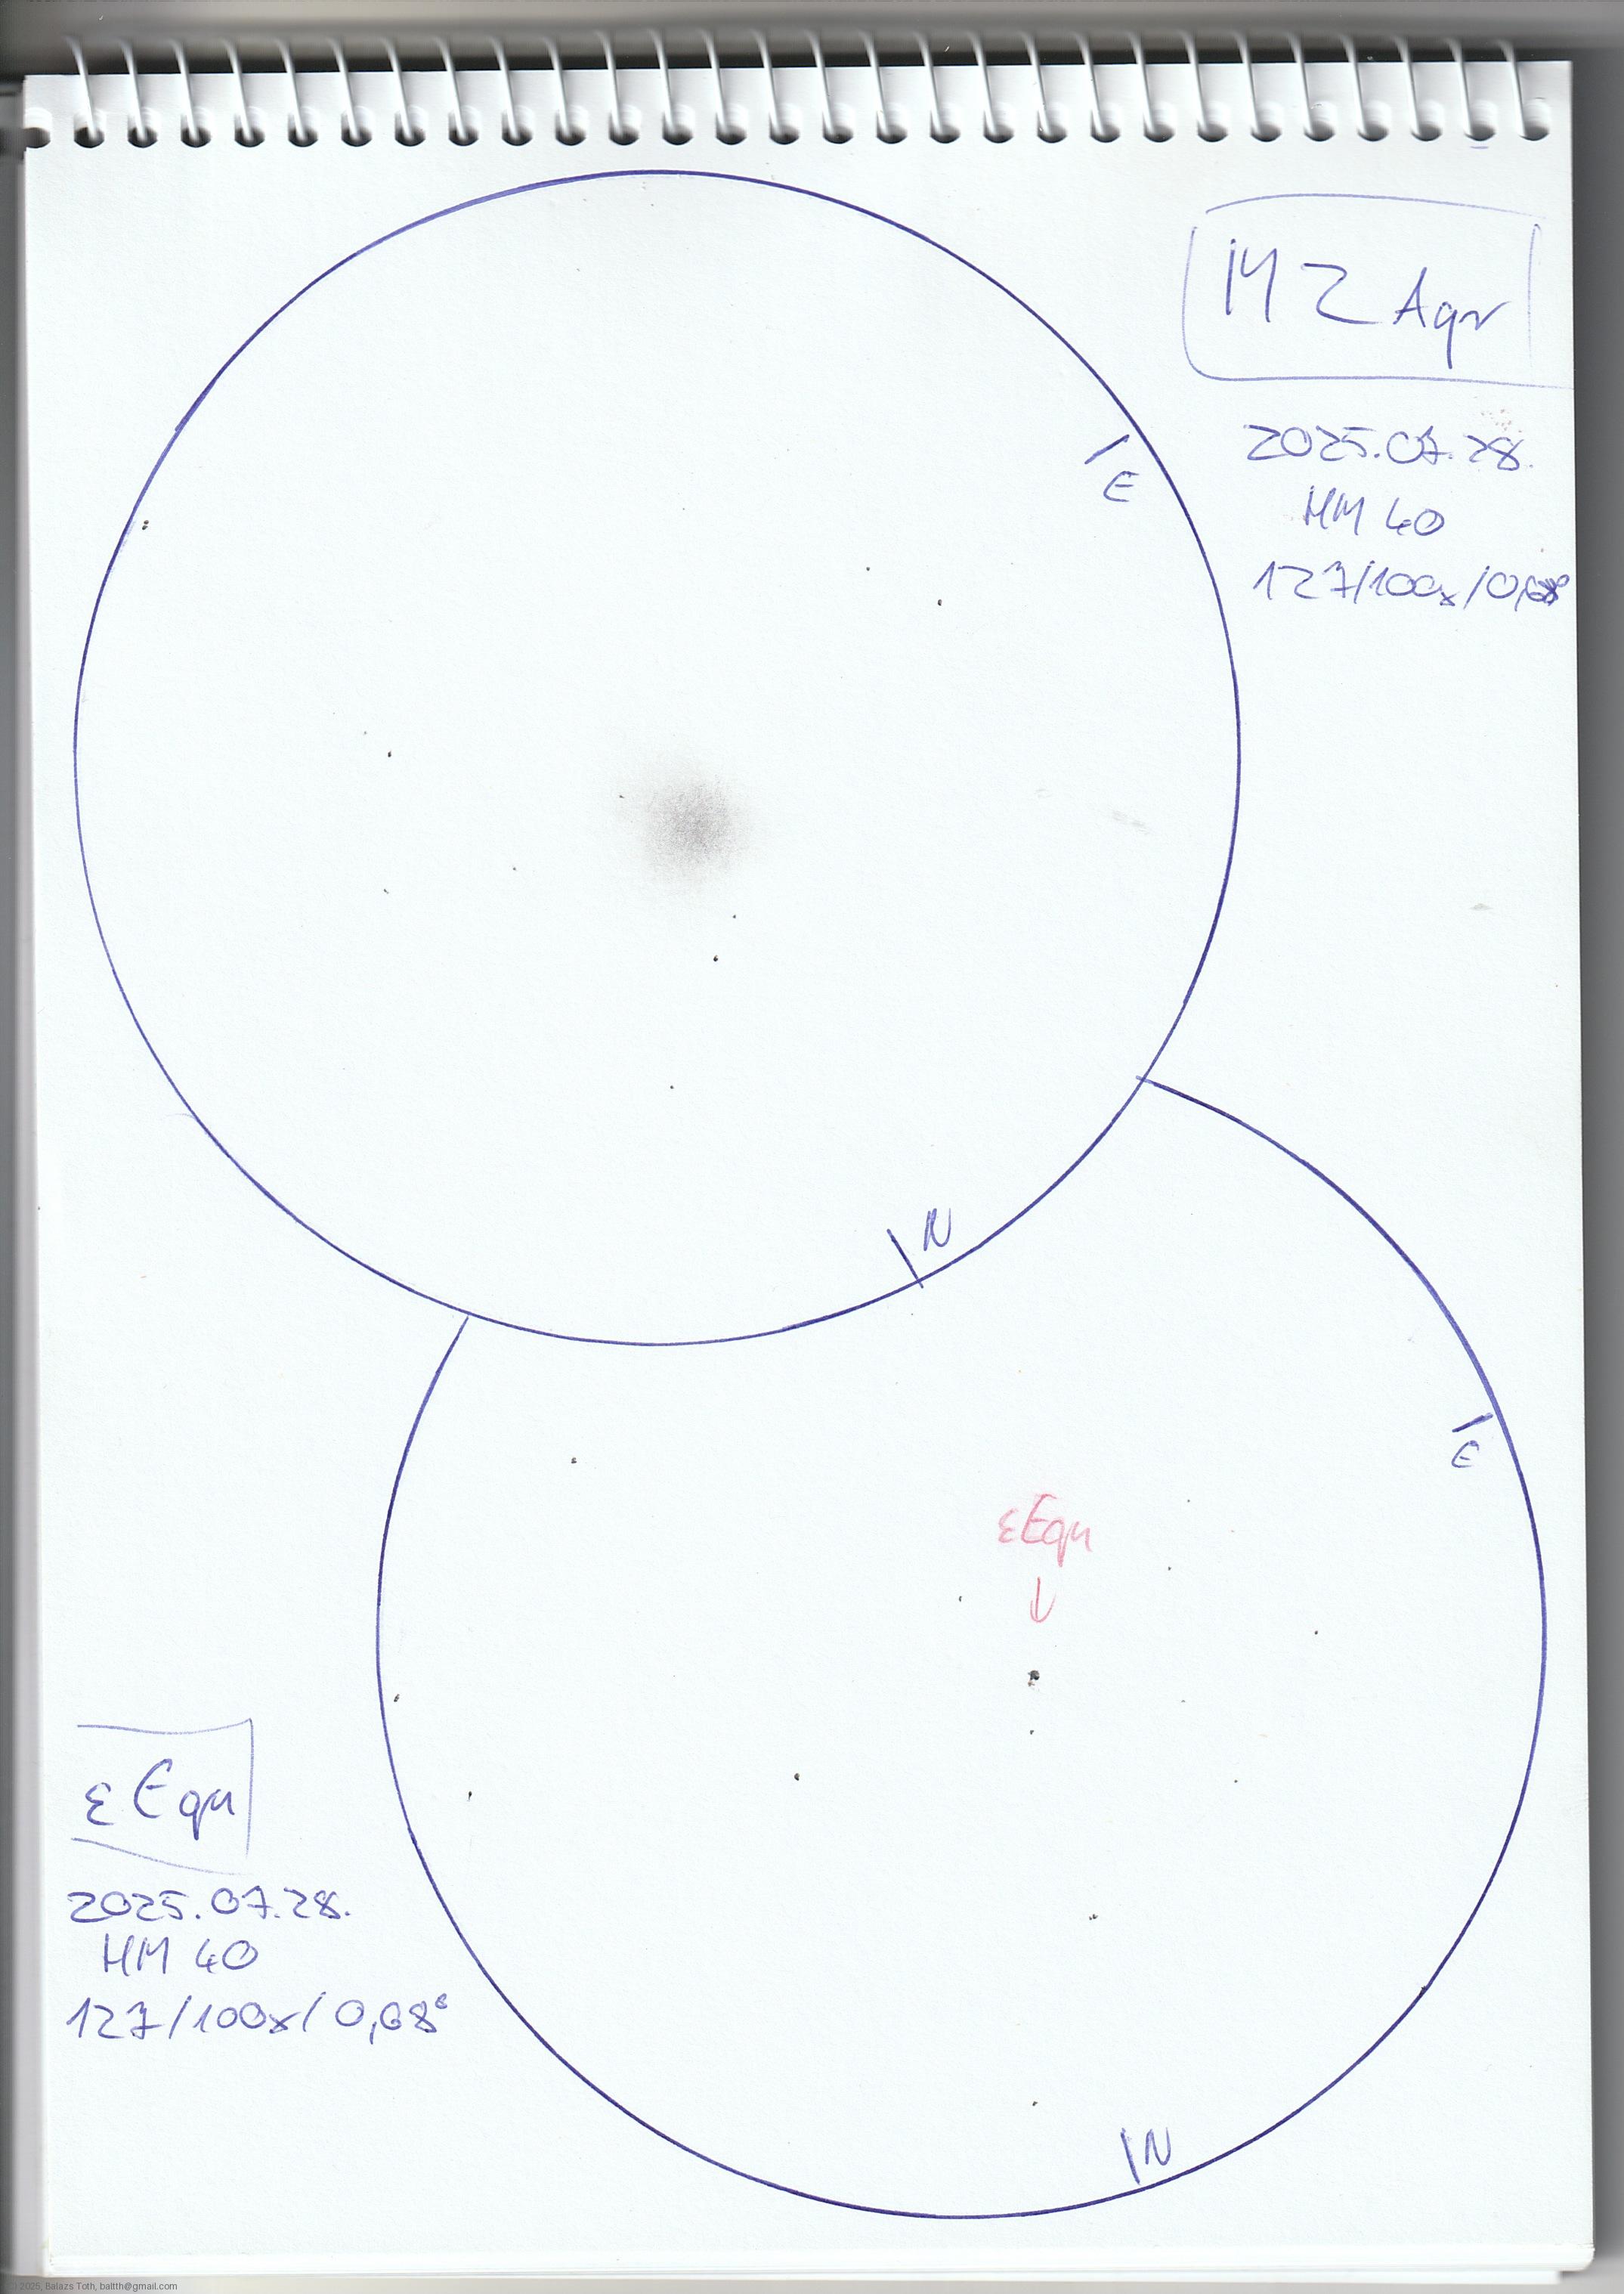 M2 Aqr
2025.07.28.
HM 40
127/100x/0,68°
E
N
E
εEqu
↓
ε Equ
2025.07.28.
HM 40
127/100x/0,68°
N
© 2025, Balazs Toth, baltth@gmail.com